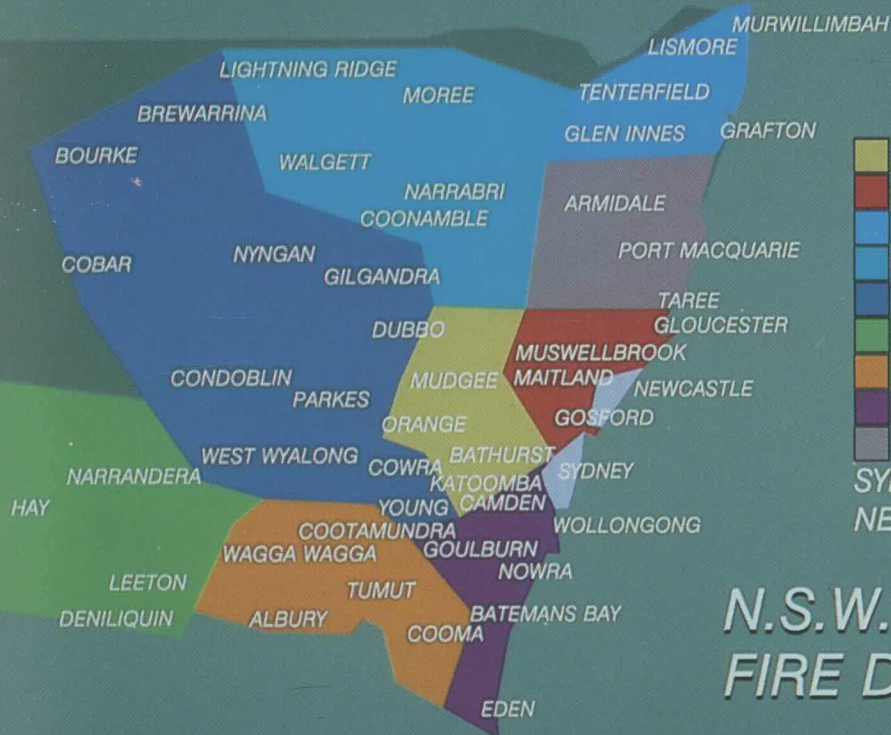 MURWILLIMBAH
LISMORE
LIGHTNING RIDGE
MOREE
TENTERFIELD
BREWARRINA
GLEN INNES
GRAFTON
BOURKE
WALGETT
NARRABRI
ARMIDALE
COONAMBLE
COBAR
NYNGAN
GILGANDRA
PORT MACQUARIE
TAREE
DUBBO
GLOUCESTER
MUSWELLBROOK
CONDOBLIN
MUDGEE
MAITLAND
NEWCASTLE
PARKES
ORANGE
GOSFORD
WEST WYALONG
COWRA
BATHURST
SYDNEY
NARRANDERA
KATOOMBA
HAY
YOUNG
CAMDEN
WOLLONGONG
COOTAMUNDRA
WAGGA WAGGA
GOULBURN
NOWRA
LEETON
TUMUT
DENILIQUIN
ALBURY
COOMA
BATEMANS BAY
EDEN
N.S.W.
FIRE D